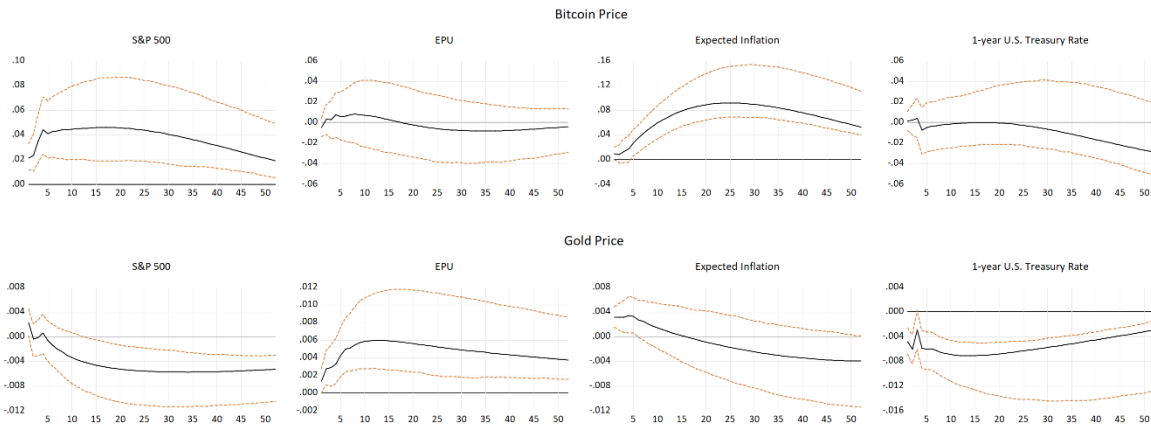 Bitcoin Price
S&P 500
EPU
Expected Inflation
1-year U.S. Treasury Rate
.10
.08
.06
.04
.02
.00
5 10 15 20 25 30 35 40 45 50
.06
.04
.02
.00
-.02
-.04
-.06
5 10 15 20 25 30 35 40 45 50
.16
.12
.08
.04
.00
-.04
5 10 15 20 25 30 35 40 45 50
.06
.04
.02
.00
-.02
-.04
-.06
5 10 15 20 25 30 35 40 45 50
Gold Price
S&P 500
EPU
Expected Inflation
1-year U.S. Treasury Rate
.008
.004
.000
-.004
-.008
-.012
5 10 15 20 25 30 35 40 45 50
.012
.010
.008
.006
.004
.002
.000
-.002
5 10 15 20 25 30 35 40 45 50
.008
.004
.000
-.004
-.008
-.012
5 10 15 20 25 30 35 40 45 50
.004
.000
-.004
-.008
-.012
-.016
5 10 15 20 25 30 35 40 45 50